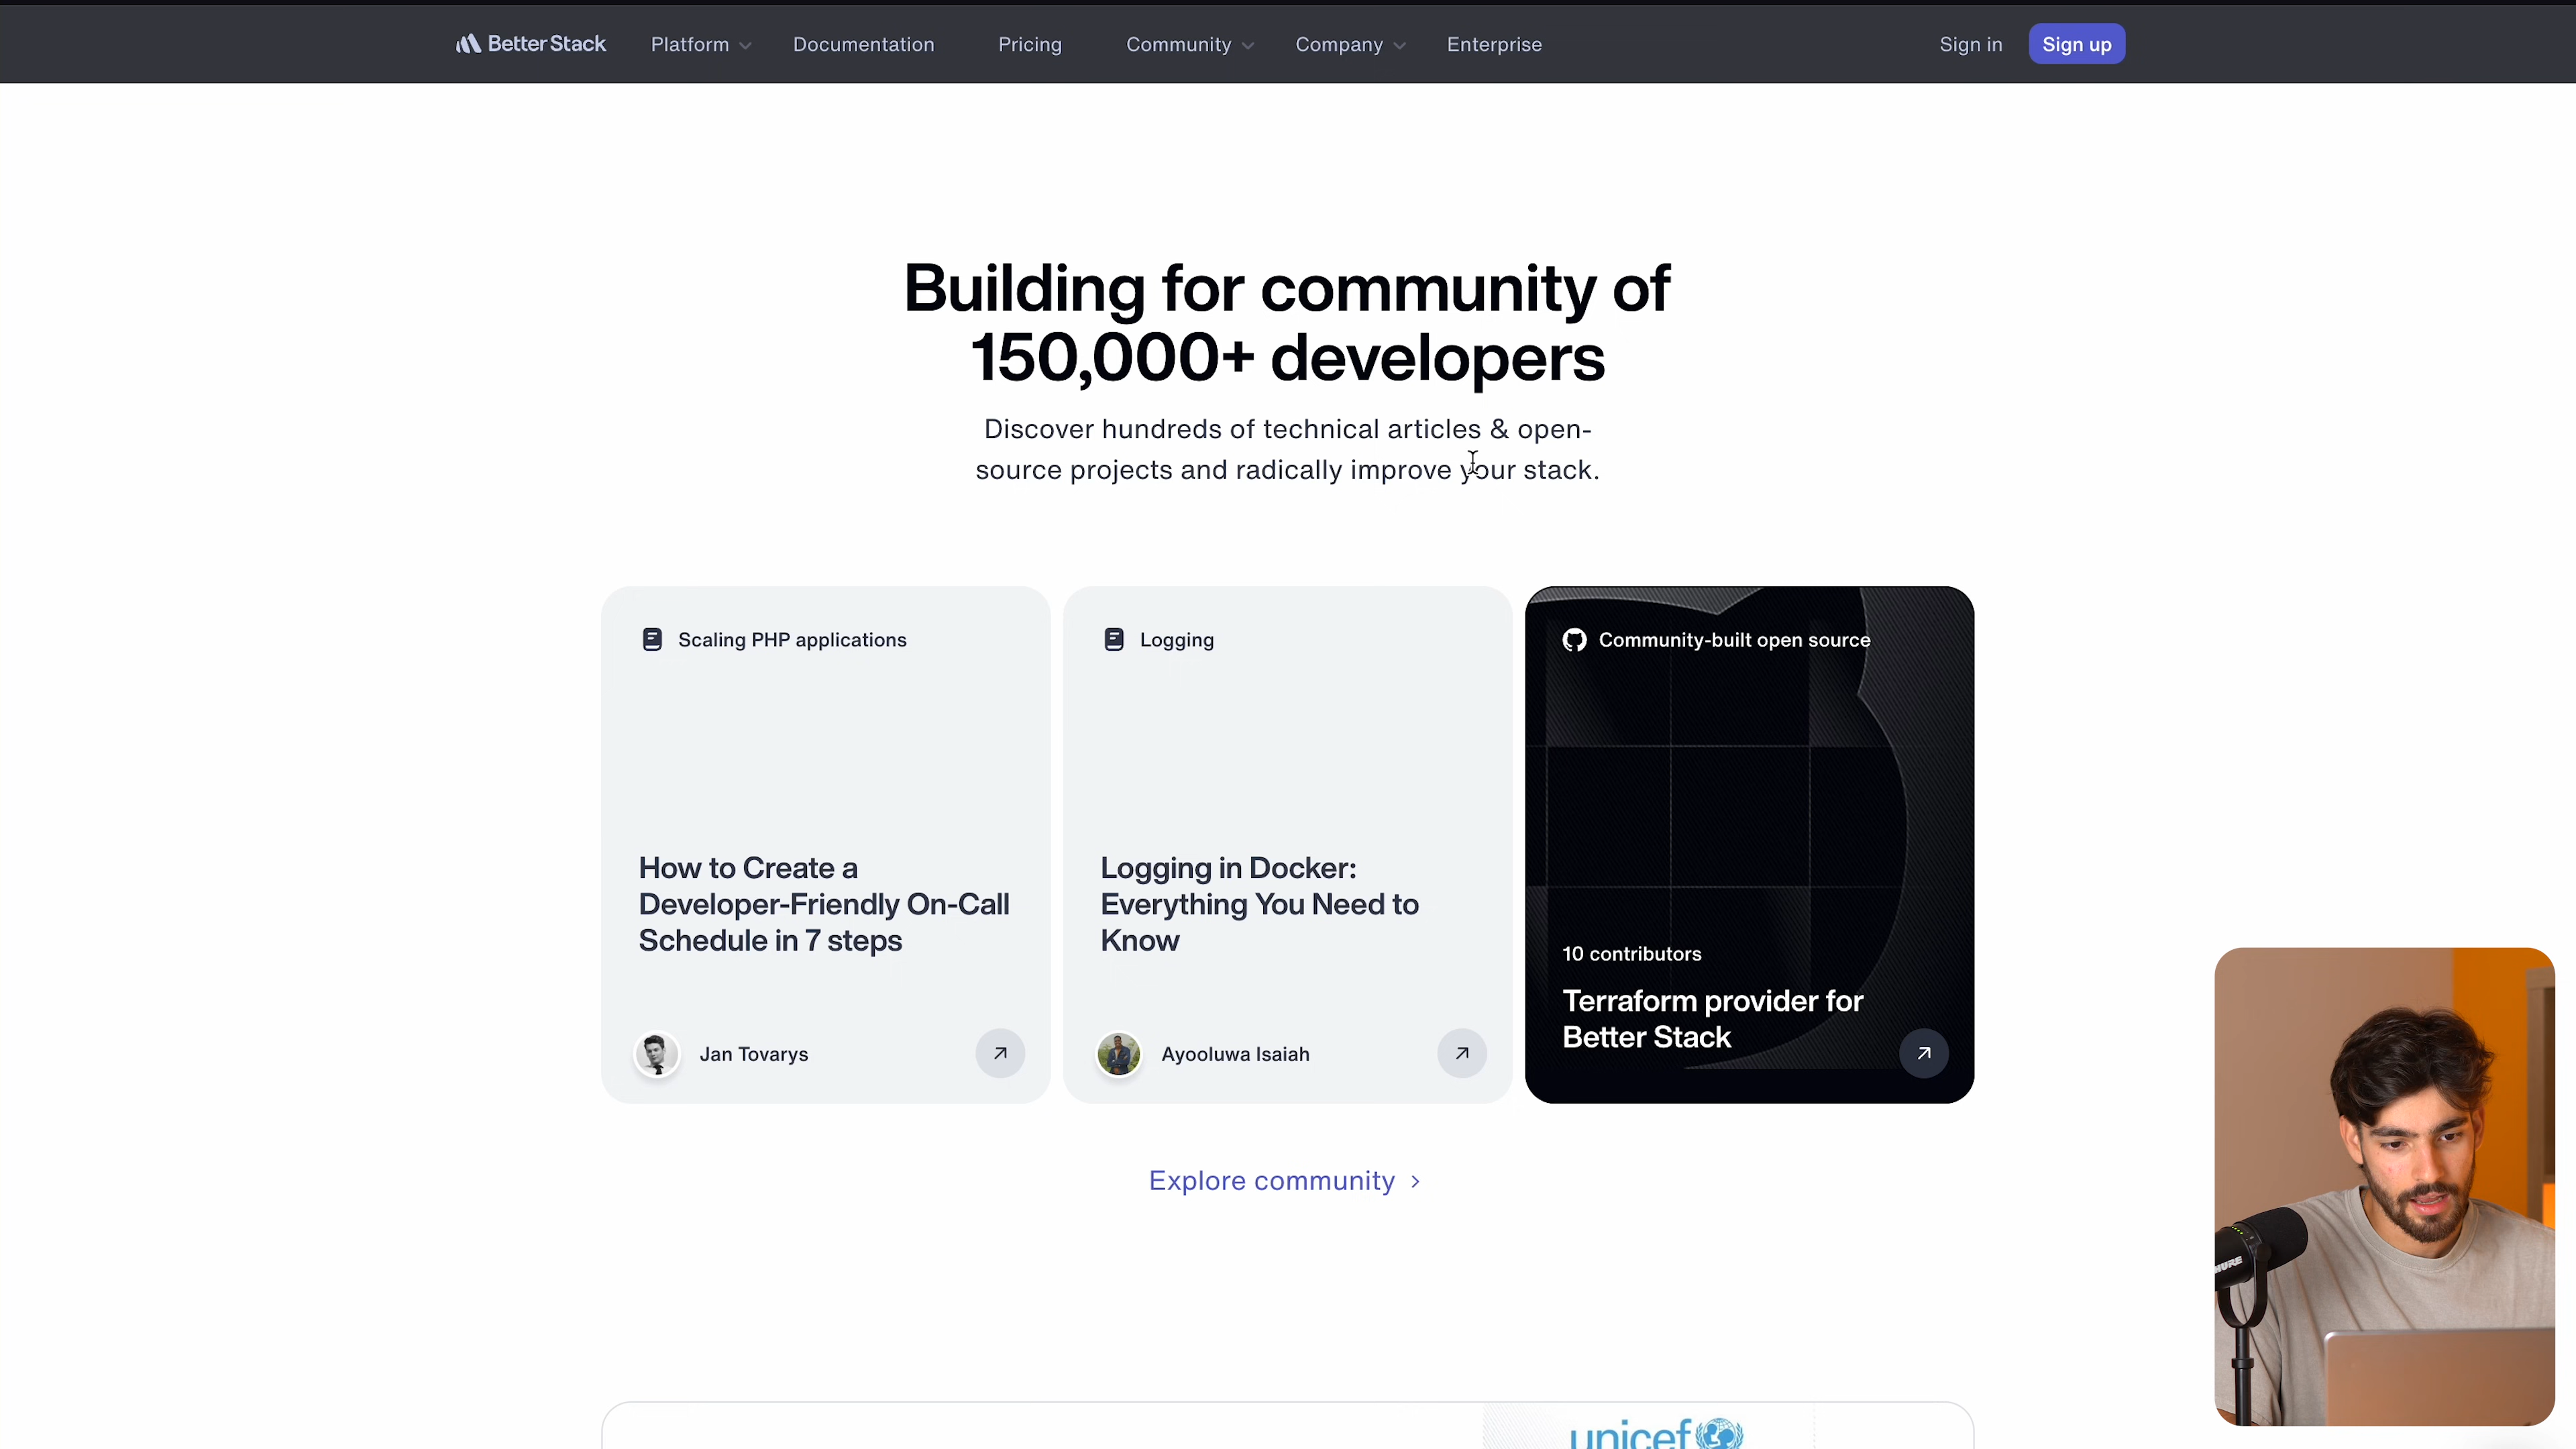 Better Stack
Platform
Documentation
Pricing
Community
Company
Enterprise
Sign in
Sign up
Building for community of
150,000+ developers
Discover hundreds of technical articles & open-
source projects and radically improve your stack.
Scaling PHP applications
How to Create a
Developer-Friendly On-Call
Schedule in 7 steps
Jan Tovarys
Logging
Logging in Docker:
Everything You Need to
Know
Ayooluwa Isaiah
Community-built open source
10 contributors
Terraform provider for
Better Stack
Explore community
unicef